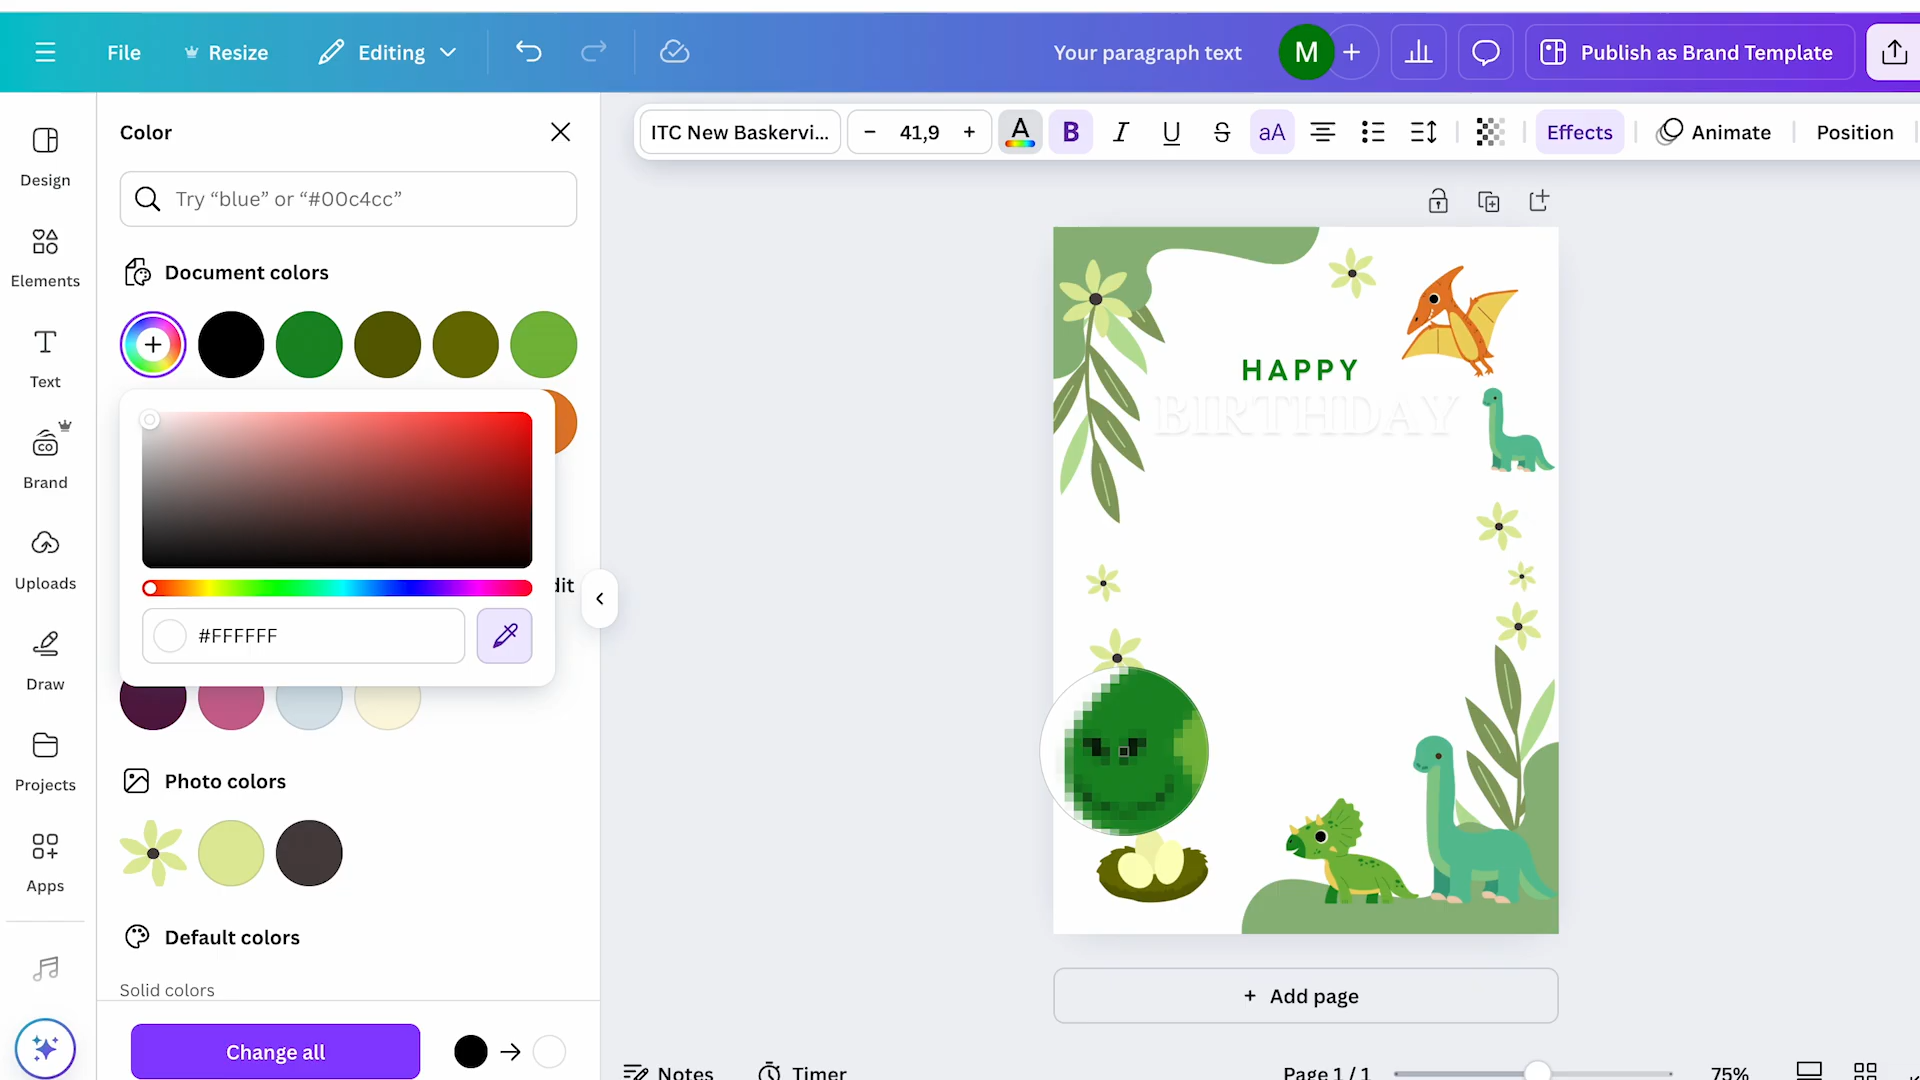 File
Resize
Editing
Your paragraph text
M
Publish as Brand Template
Design
Elements
Text
Brand
Uploads
Draw
Projects
Apps
Color
Try “blue” or “#00c4cc”
Document colors
#FFFFFF
Photo colors
Default colors
Solid colors
Change all
ITC New Baskervi...
41,9
A
B
I
U
S
aA
Effects
Animate
Position
HAPPY
BIRTHDAY
+ Add page
Notes
Timer
Page 1 / 1
75%